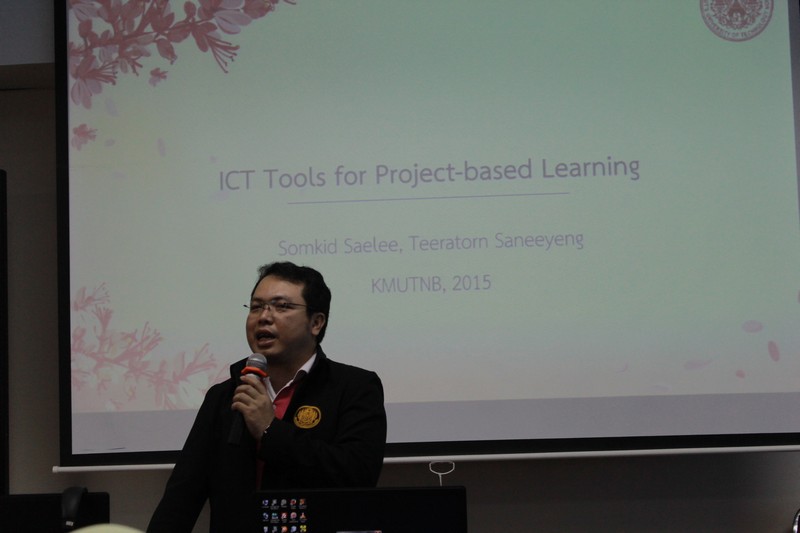 ICT Tools for Project-based Learning
Somkid Saelee, Teeratorn Saneeyeng
KMUTNB, 2015